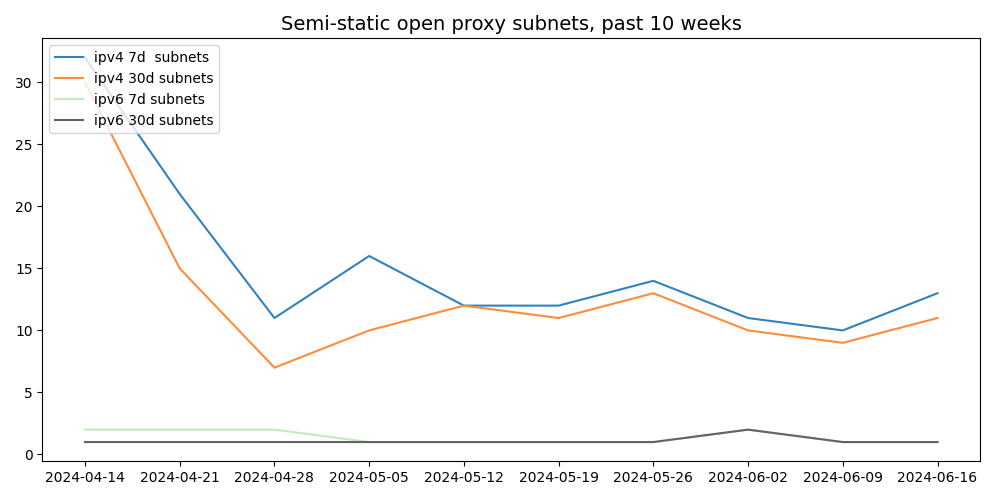 Semi-static open proxy subnets, past 10 weeks
ipv4 7d  subnets
ipv4 30d subnets
ipv6 7d subnets
ipv6 30d subnets
30
25
20
15
10
5
0
2024-04-14 2024-04-21 2024-04-28 2024-05-05 2024-05-12 2024-05-19 2024-05-26 2024-06-02 2024-06-09 2024-06-16